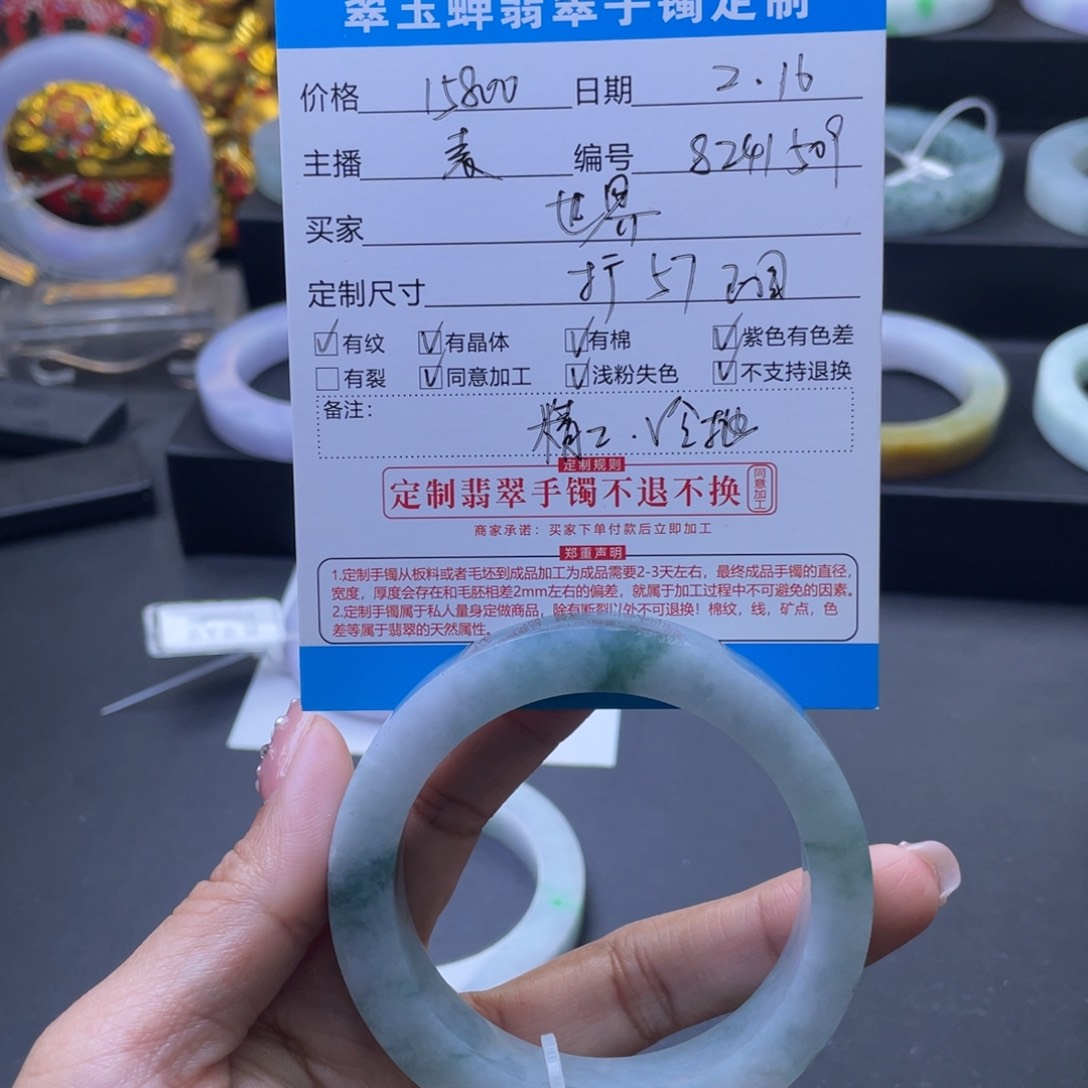 翠玉蝉翡翠手镯定制
价格 15800 日期 2.16
主播 素 编号 8241509
买家 世界
定制尺寸 打57圆
☑有纹 ☑有晶体 ☑有棉 ☑紫色有色差
☐有裂 ☑同意加工 ☑浅粉失色 ☑不支持退换
备注: 精工.冷抛
定制规则
定制翡翠手镯不退不换 同意加工
商家承诺：买家下单付款后立即加工
郑重声明
1.定制手镯从板料或者毛坯到成品加工为成品需要2-3天左右，最终成品手镯的直径，
宽度，厚度会存在和毛胚相差2mm左右的偏差，就属于加工过程中不可避免的因素。
2.定制手镯属于私人量身定做商品，除有断裂以外不可退换！棉纹，线，矿点，色
差等属于翡翠的天然属性。